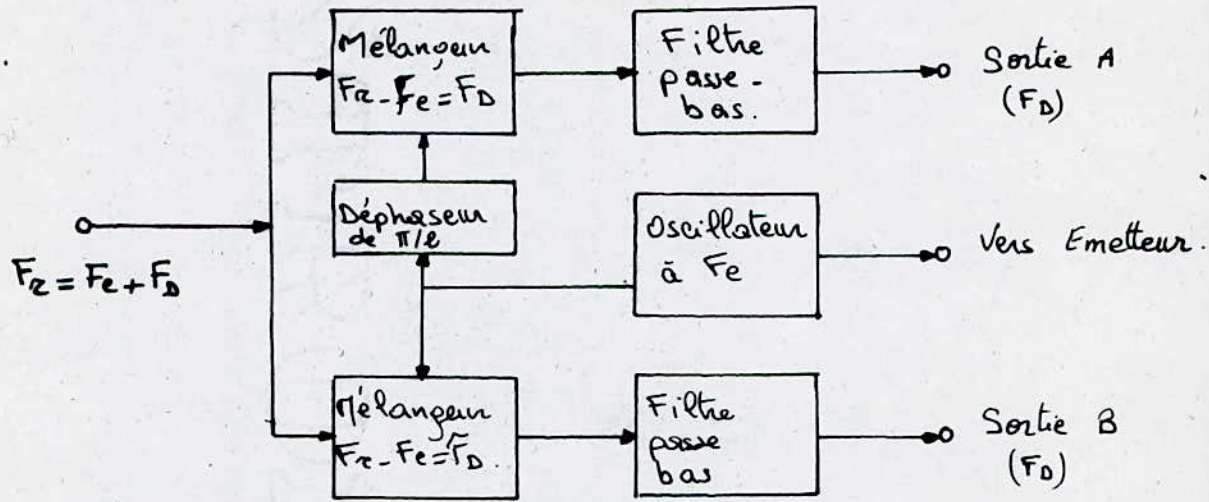 Mélangeur
Fr - Fe = FD
Filtre
passe-
bas.
Sortie A
(FD)
Déphaseur
de π/2
Oscillateur
à Fe
Vers Emetteur.
Fr = Fe + FD
Mélangeur
Fr - Fe = FD.
Filtre
passe
bas
Sortie B
(FD)